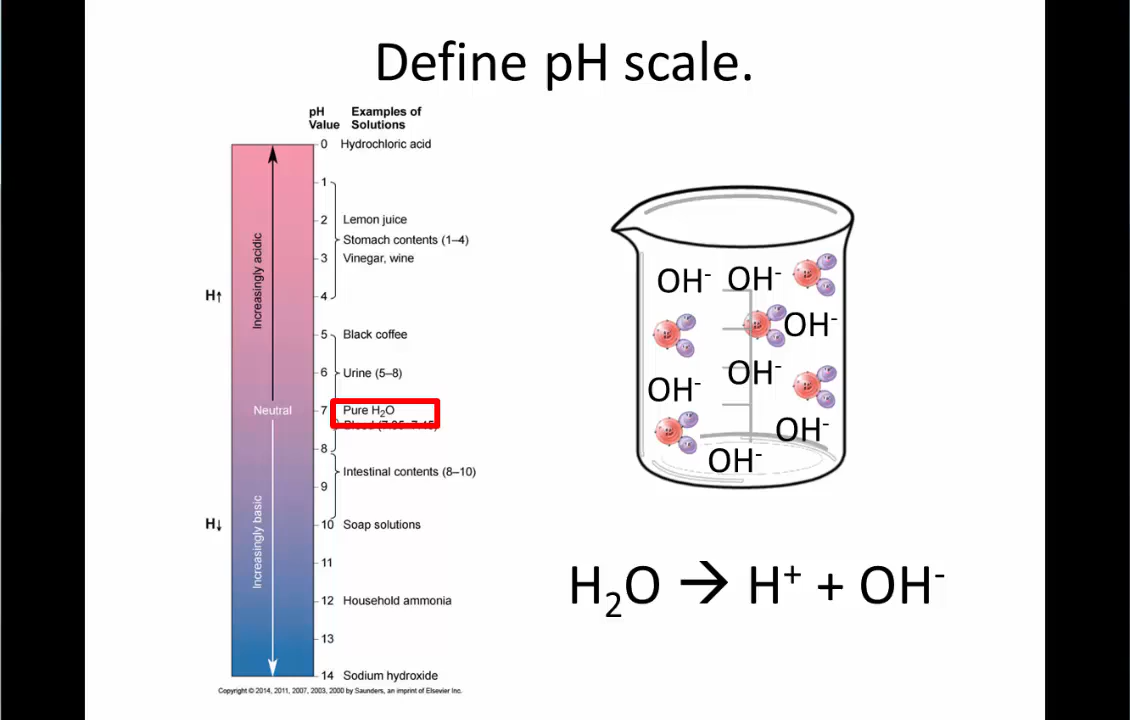 Define pH scale.
pH Value Examples of Solutions
0 Hydrochloric acid
1
2 Lemon juice
Stomach contents (1–4)
3 Vinegar, wine
4
5 Black coffee
6 Urine (5–8)
7 Pure H₂O
8
Intestinal contents (8–10)
9
10 Soap solutions
11
12 Household ammonia
13
14 Sodium hydroxide
Increasingly acidic
Neutral
Increasingly basic
H↑
H↓
Copyright © 2014, 2011, 2007, 2003, 2000 by Saunders, an imprint of Elsevier Inc.
OH⁻ OH⁻
OH⁻
OH⁻ OH⁻
OH⁻
OH⁻
H₂O → H⁺ + OH⁻